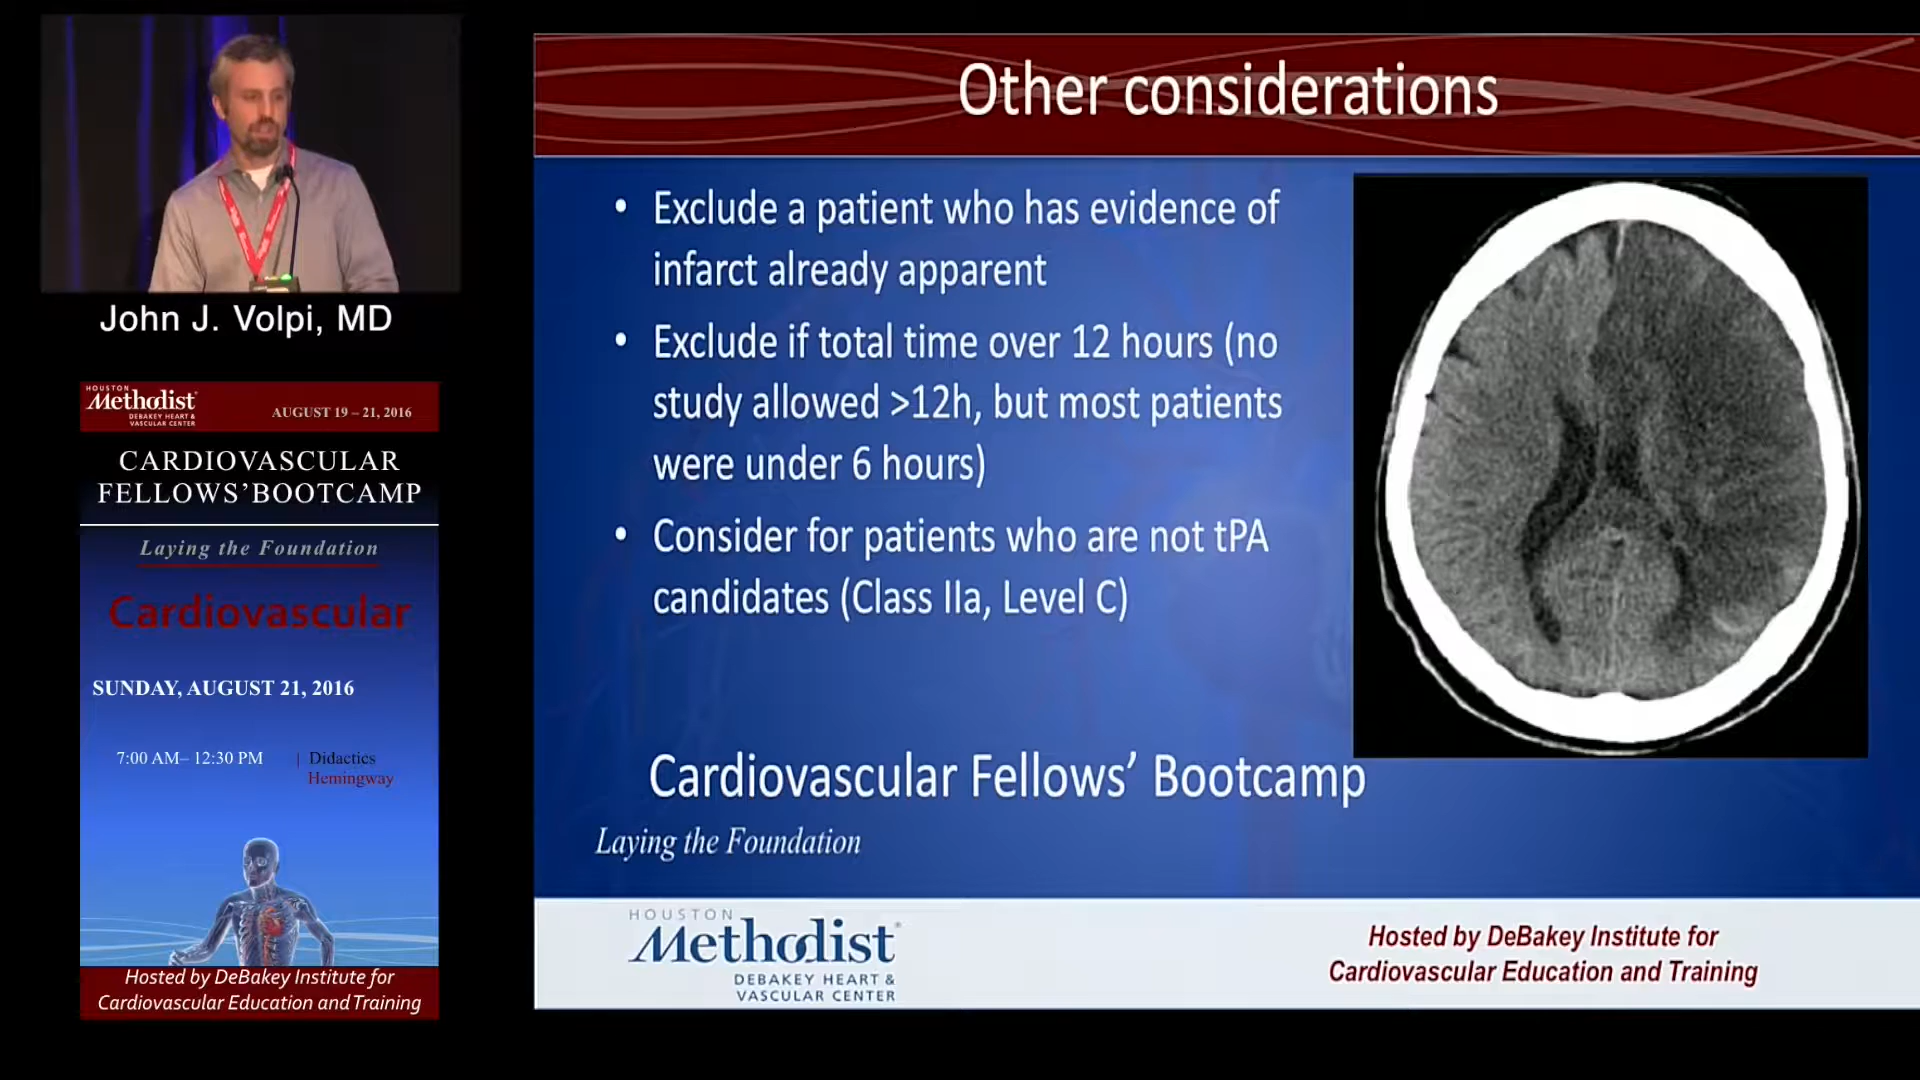 John J. Volpi, MD
HOUSTON
Methodist
DEBAKEY HEART &
VASCULAR CENTER
AUGUST 19 – 21, 2016
CARDIOVASCULAR
FELLOWS’BOOTCAMP
Laying the Foundation
Cardiovascular
SUNDAY, AUGUST 21, 2016
7:00 AM– 12:30 PM | Didactics
Hemingway
Hosted by DeBakey Institute for
Cardiovascular Education and Training
Other considerations
• Exclude a patient who has evidence of
infarct already apparent
• Exclude if total time over 12 hours (no
study allowed >12h, but most patients
were under 6 hours)
• Consider for patients who are not tPA
candidates (Class IIa, Level C)
Cardiovascular Fellows’ Bootcamp
Laying the Foundation
HOUSTON
Methodist
DEBAKEY HEART &
VASCULAR CENTER
Hosted by DeBakey Institute for
Cardiovascular Education and Training